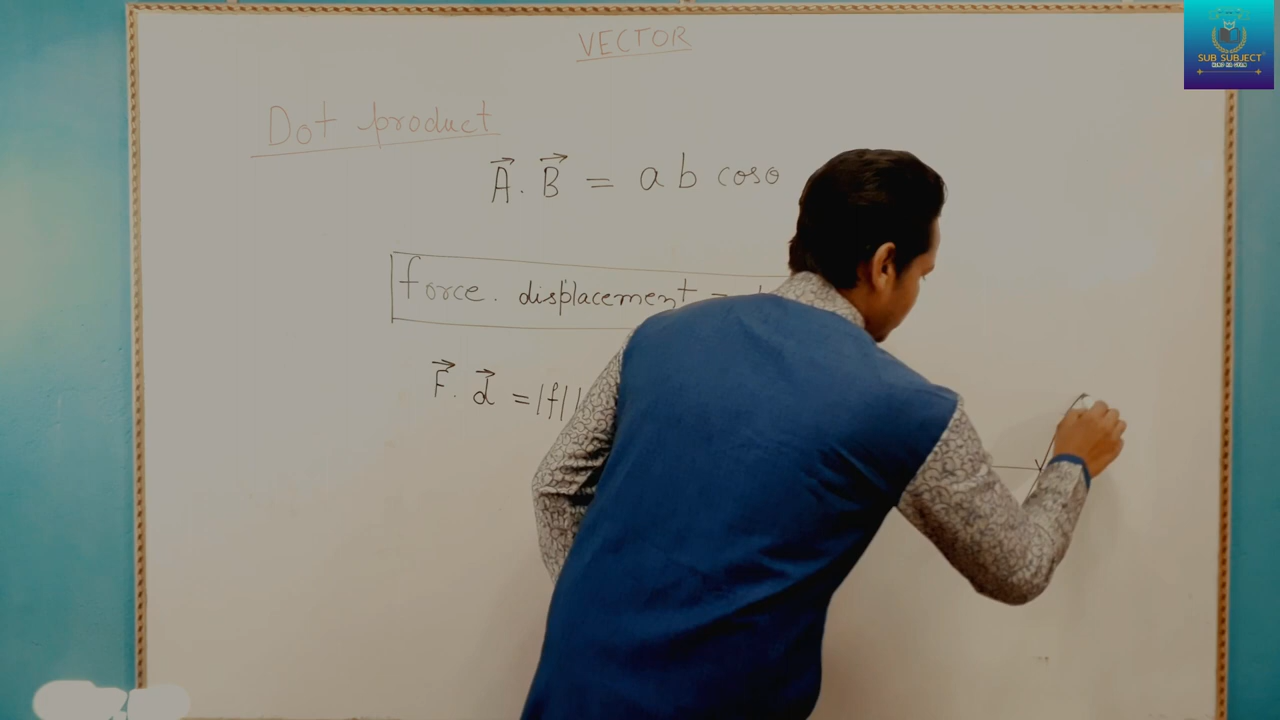 VECTOR
SUB SUBJECT
Dot product
A⃗ . B⃗ = a b cosθ
force. displacement =
F⃗ . d⃗ = |f| |